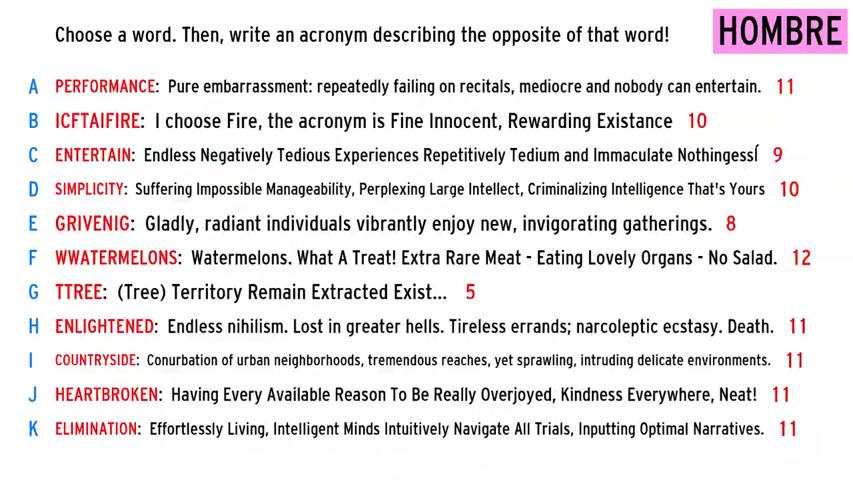 Choose a word. Then, write an acronym describing the opposite of that word!
HOMBRE
A PERFORMANCE: Pure embarrassment: repeatedly failing on recitals, mediocre and nobody can entertain. 11
B ICFTAIFIRE: I choose Fire, the acronym is Fine Innocent, Rewarding Existance 10
C ENTERTAIN: Endless Negatively Tedious Experiences Repetitively Tedium and Immaculate NothingessÍ 9
D SIMPLICITY: Suffering Impossible Manageability, Perplexing Large Intellect, Criminalizing Intelligence That's Yours 10
E GRIVENIG: Gladly, radiant individuals vibrantly enjoy new, invigorating gatherings. 8
F WWATERMELONS: Watermelons. What A Treat! Extra Rare Meat - Eating Lovely Organs - No Salad. 12
G TTREE: (Tree) Territory Remain Extracted Exist... 5
H ENLIGHTENED: Endless nihilism. Lost in greater hells. Tireless errands; narcoleptic ecstasy. Death. 11
I COUNTRYSIDE: Conurbation of urban neighborhoods, tremendous reaches, yet sprawling, intruding delicate environments. 11
J HEARTBROKEN: Having Every Available Reason To Be Really Overjoyed, Kindness Everywhere, Neat! 11
K ELIMINATION: Effortlessly Living, Intelligent Minds Intuitively Navigate All Trials, Inputting Optimal Narratives. 11